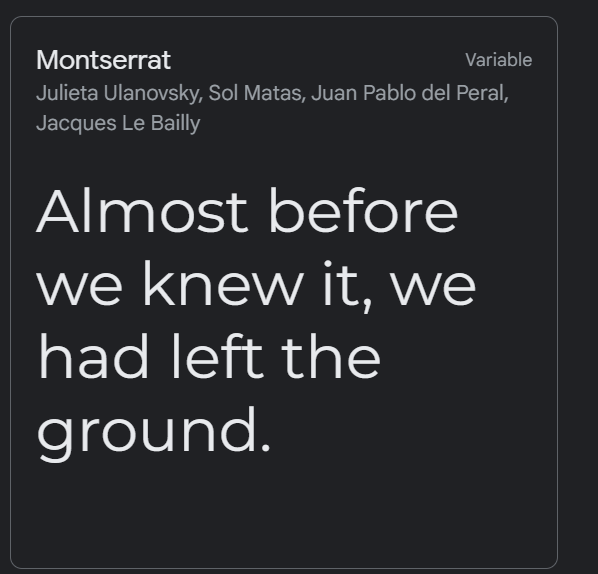 Montserrat
Variable
Julieta Ulanovsky, Sol Matas, Juan Pablo del Peral,
Jacques Le Bailly
Almost before
we knew it, we
had left the
ground.